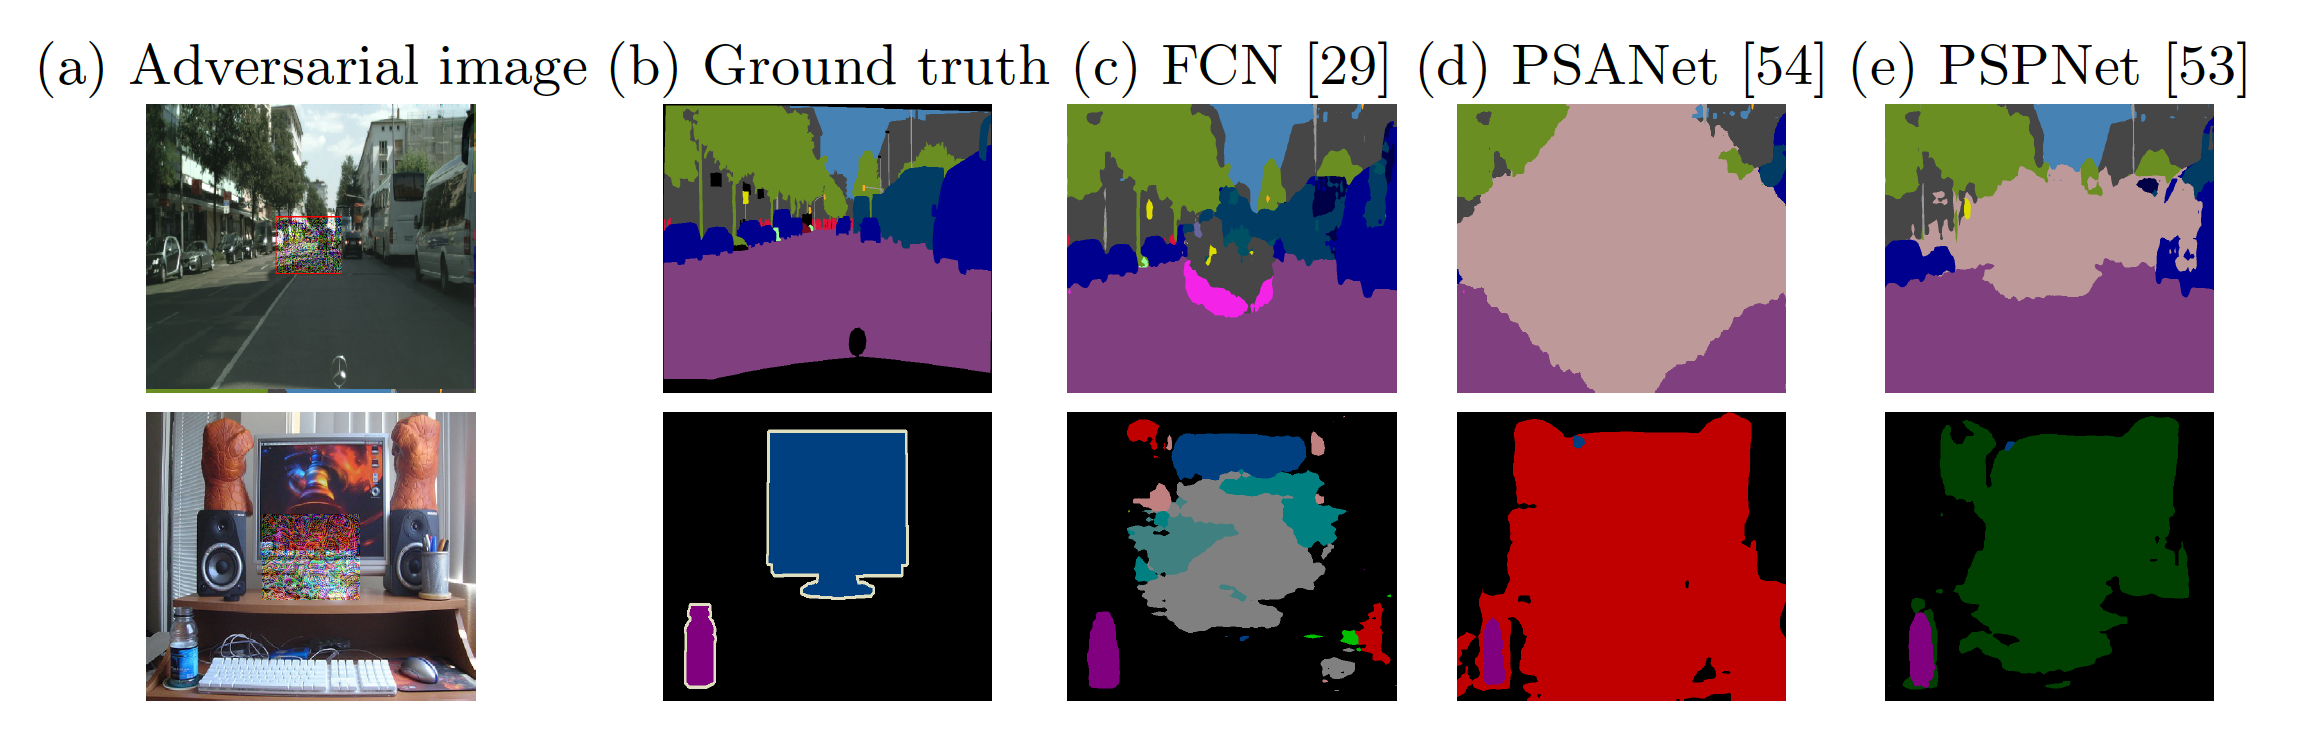 (a) Adversarial image (b) Ground truth (c) FCN [29] (d) PSANet [54] (e) PSPNet [53]